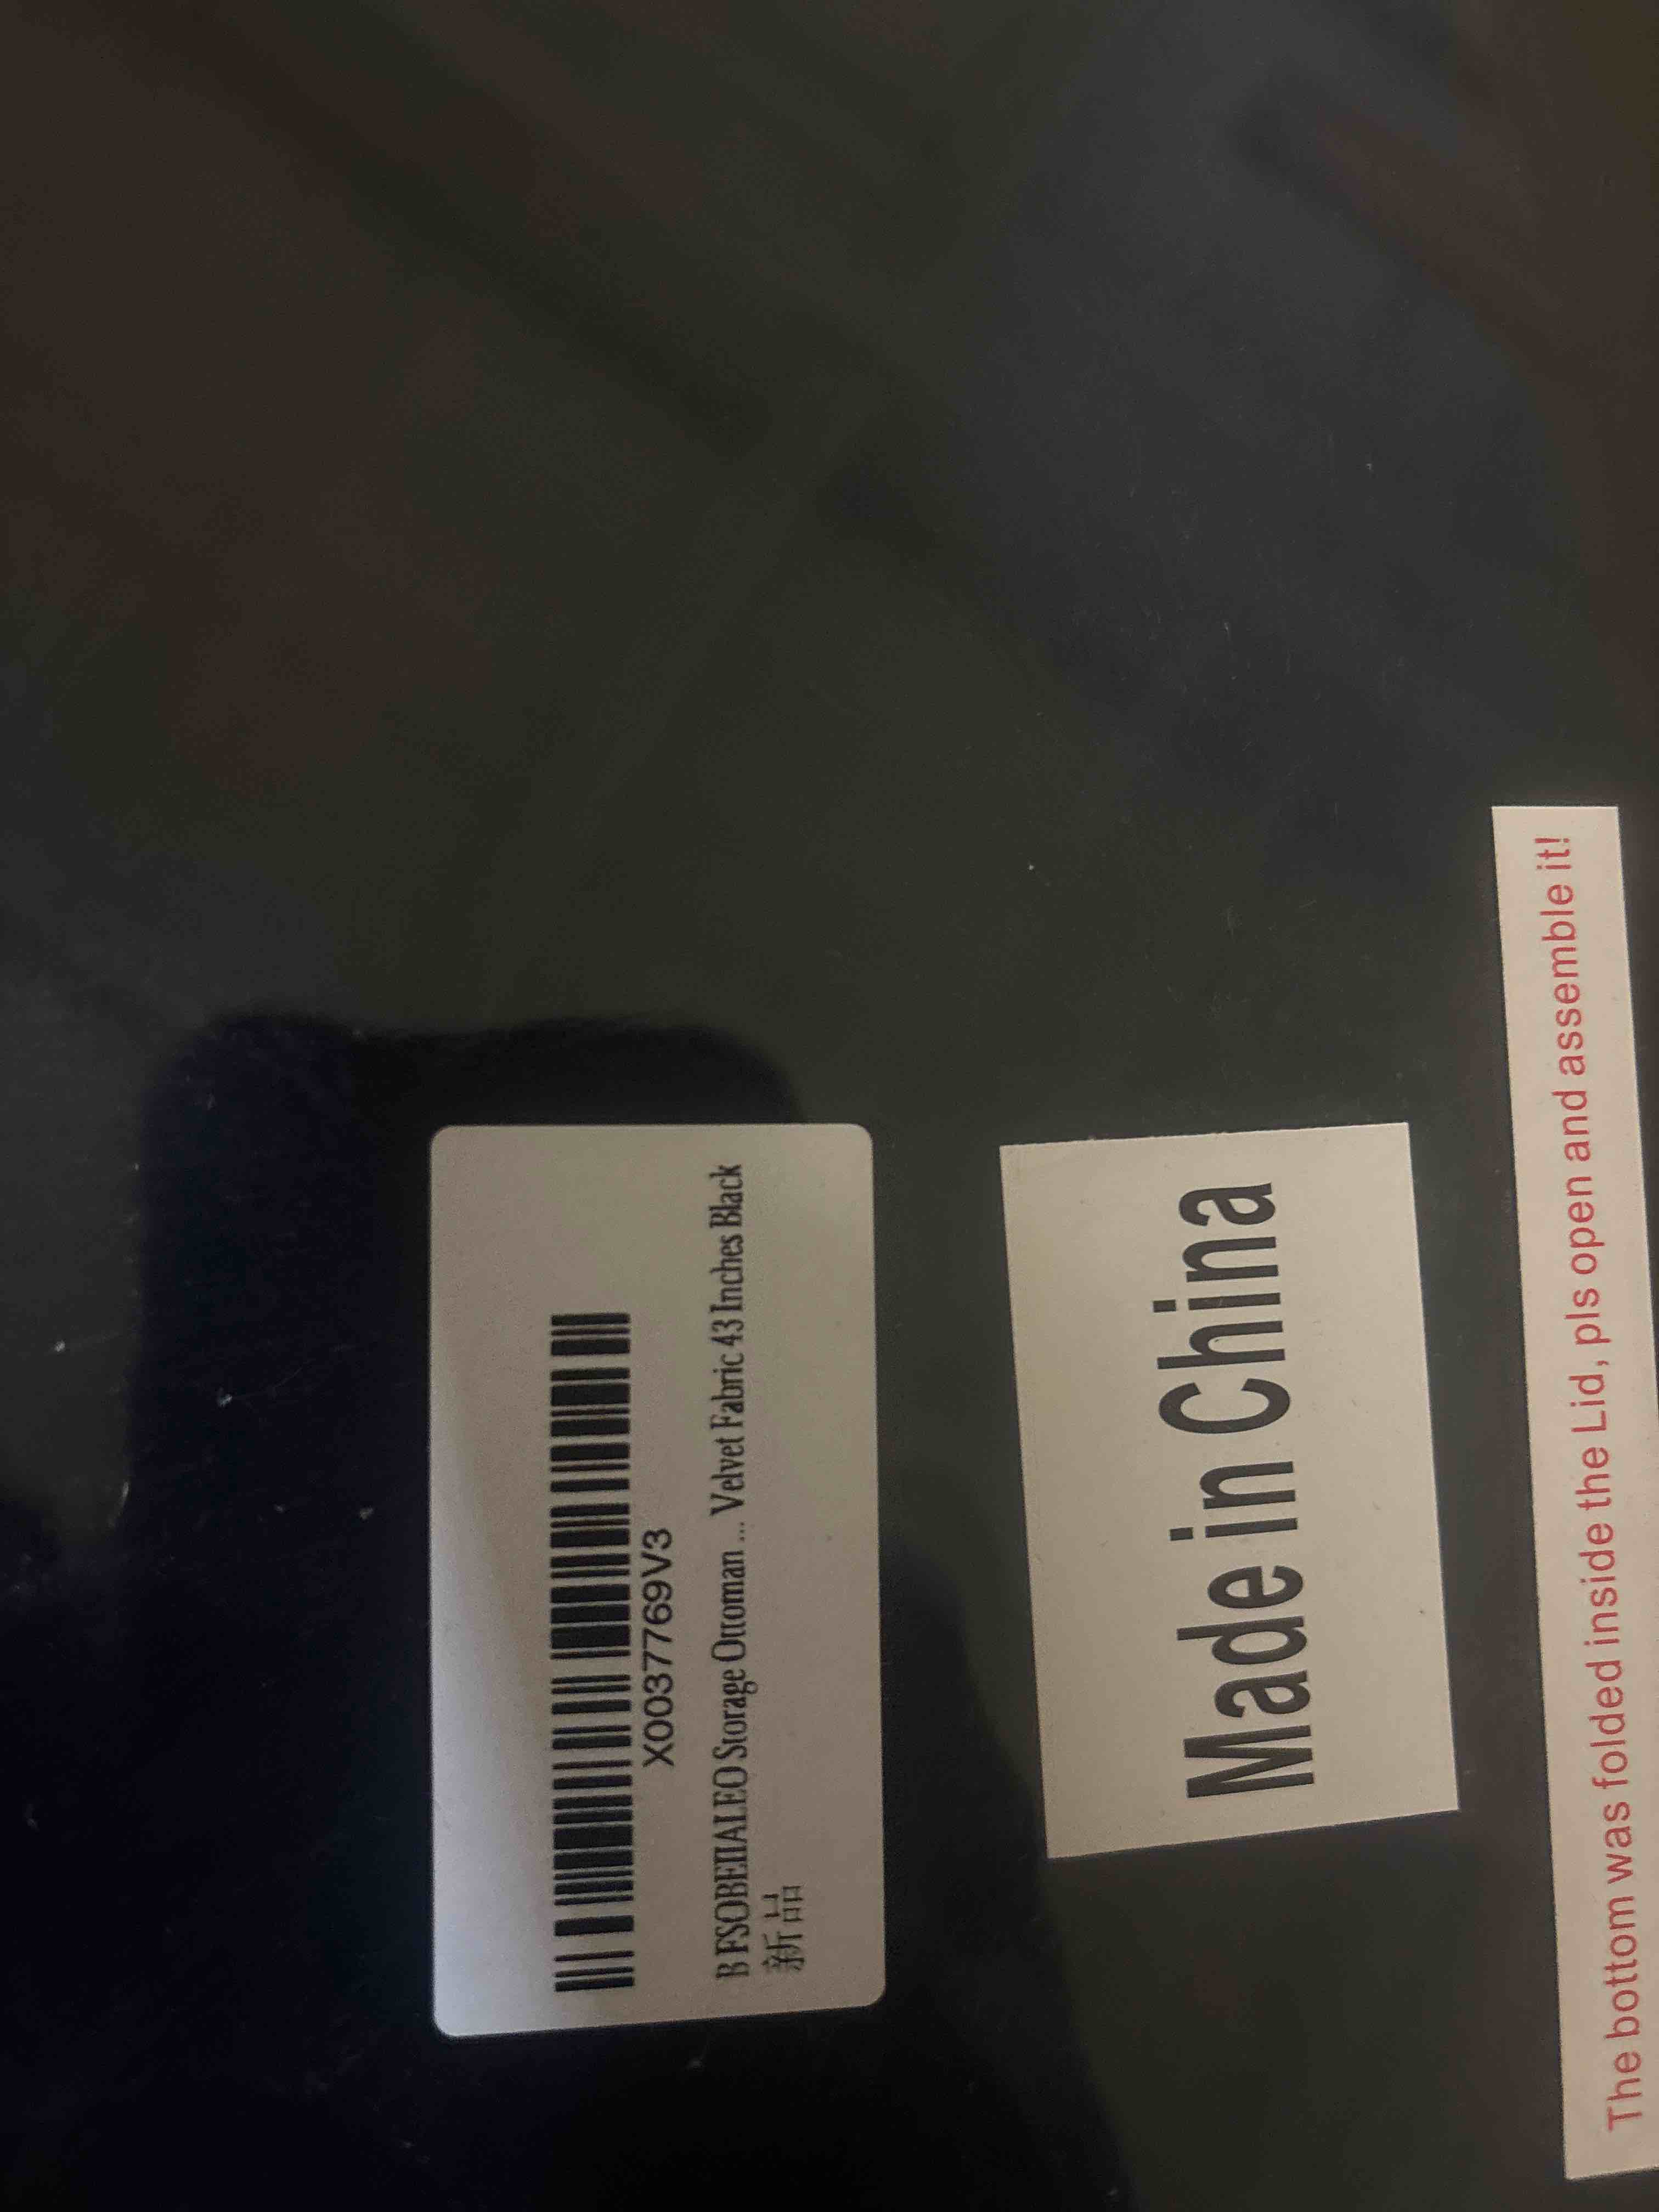 X0037769V3
B FSOBEIIALEO Storage Ottoman ... Velvet Fabric 43 Inches Black
新品
Made in China
The bottom was folded inside the Lid, pls open and assemble it!